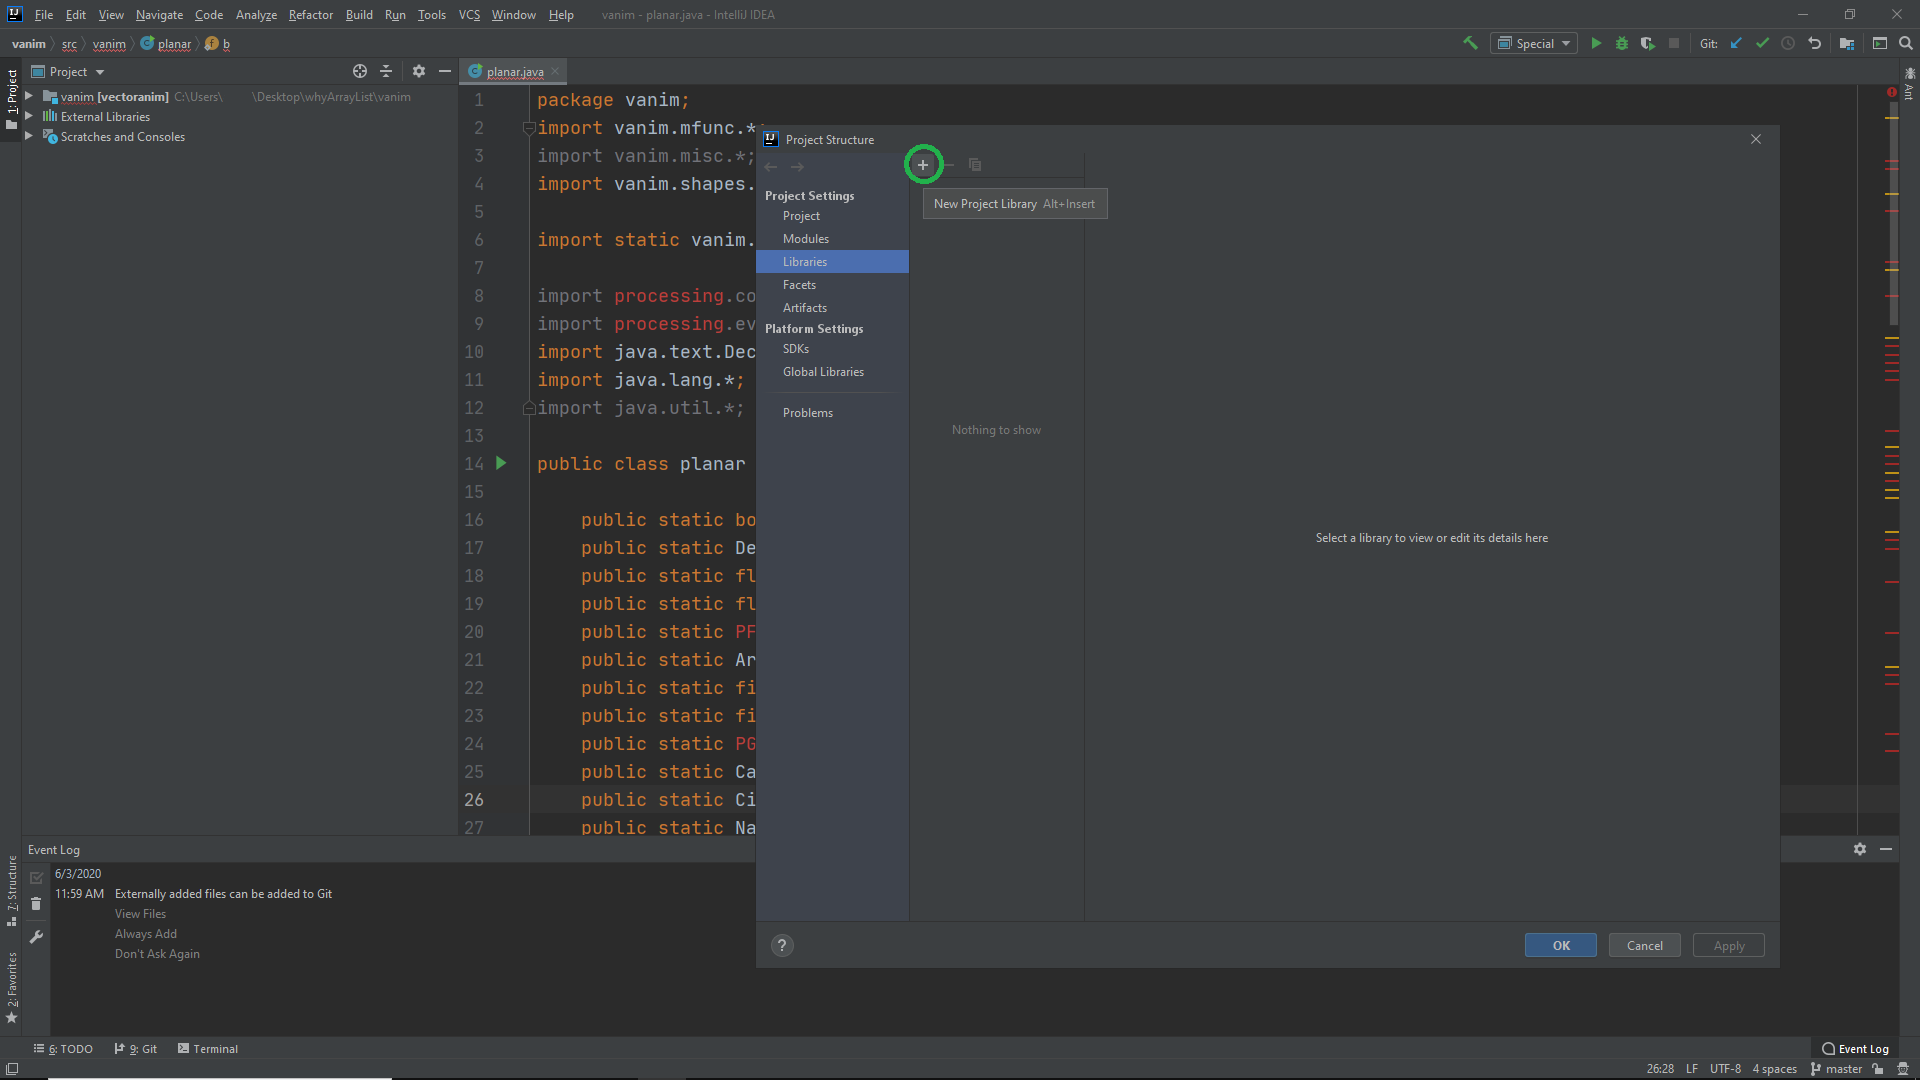 File Edit View Navigate Code Analyze Refactor Build Run Tools VCS Window Help vanim - planar.java - IntelliJ IDEA
vanim src vanim planar b Special Git:
1: Project
Project
vanim [vectoranim] C:\Users\ \Desktop\whyArrayList\vanim
External Libraries
Scratches and Consoles
planar.java
Ant
1 package vanim;
2 import vanim.mfunc.*
3 import vanim.misc.*;
4 import vanim.shapes.
5
6 import static vanim.
7
8 import processing.co
9 import processing.ev
10 import java.text.Dec
11 import java.lang.*;
12 import java.util.*;
13
14 public class planar
15
16 public static bo
17 public static De
18 public static fl
19 public static fl
20 public static PF
21 public static Ar
22 public static fi
23 public static fi
24 public static PG
25 public static Ca
26 public static Ci
27 public static Na
Project Structure
New Project Library Alt+Insert
Project Settings
Project
Modules
Libraries
Facets
Artifacts
Platform Settings
SDKs
Global Libraries
Problems
Nothing to show
Select a library to view or edit its details here
? OK Cancel Apply
Event Log
6/3/2020
11:59 AM Externally added files can be added to Git
View Files
Always Add
Don't Ask Again
7: Structure
2: Favorites
6: TODO 9: Git Terminal Event Log
26:28 LF UTF-8 4 spaces master